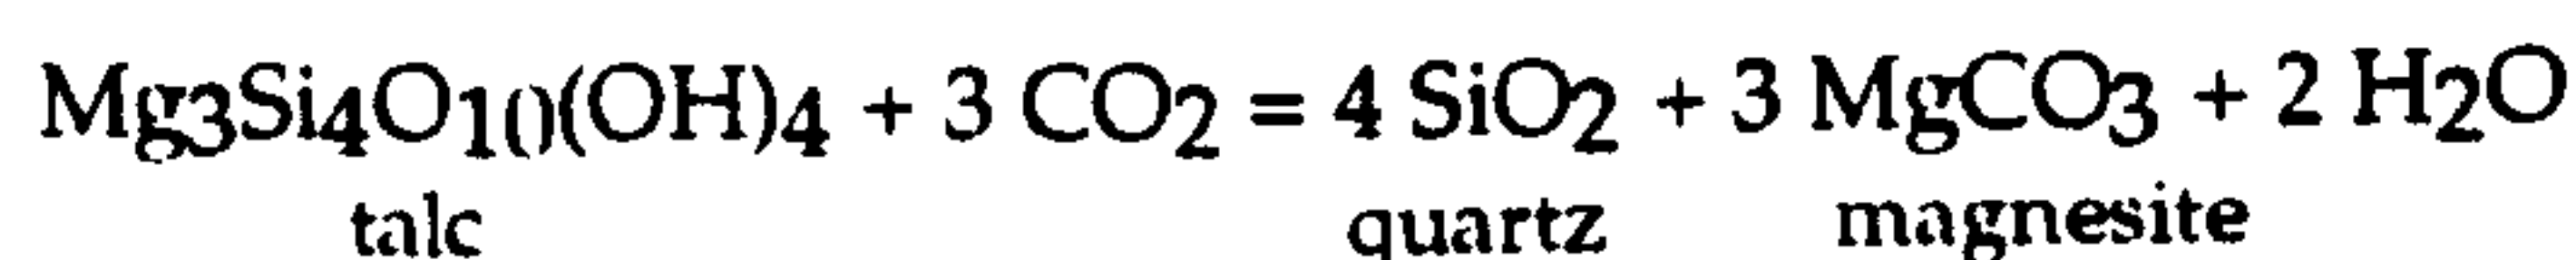 Mg3Si4O10(OH)4 + 3 CO2 = 4 SiO2 + 3 MgCO3 + 2 H2O
talc quartz magnesite